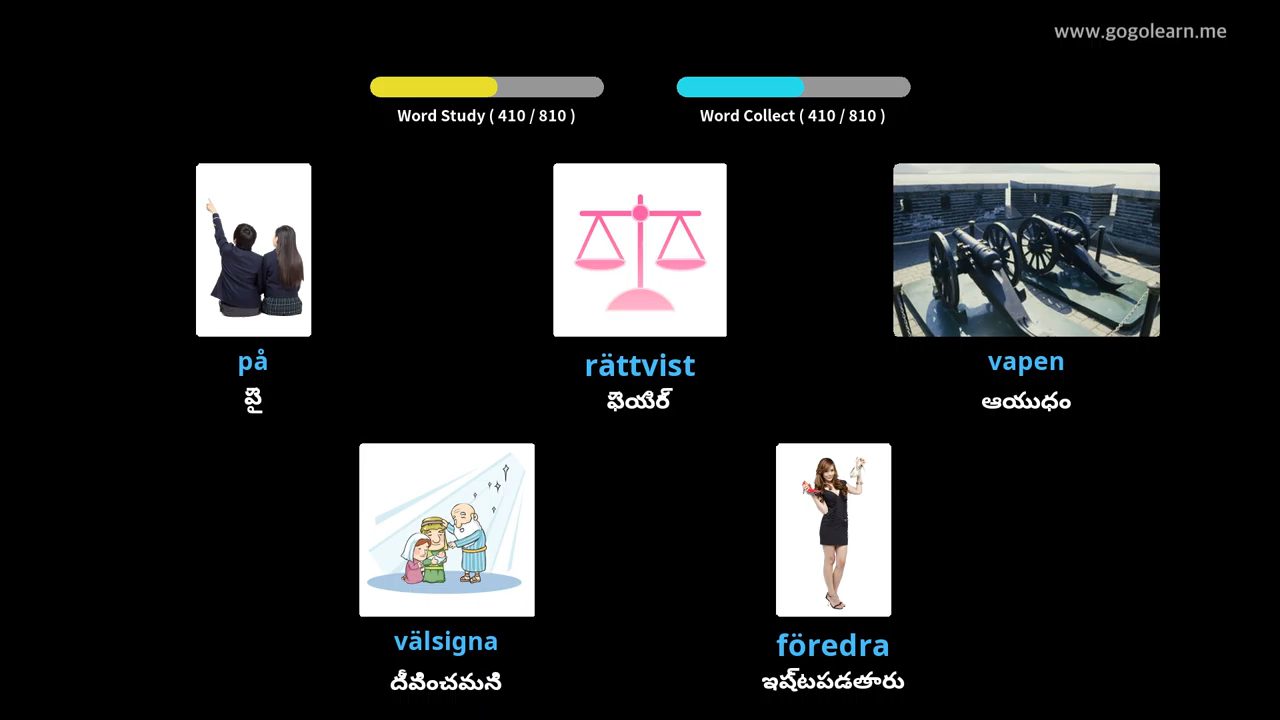 www.gogolearn.me
Word Study ( 410 / 810 )
Word Collect ( 410 / 810 )
på
పై
rättvist
ఫెయిర్
vapen
ఆయుధం
välsigna
దీవించమని
föredra
ఇష్టపడతారు